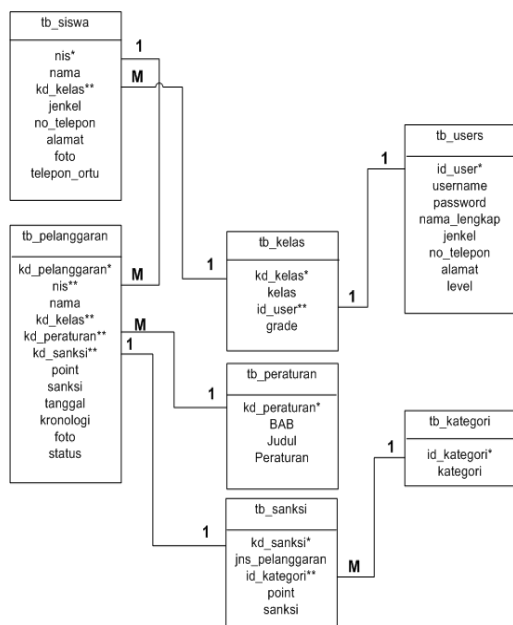 tb_siswa
nis*
nama
kd_kelas**
jenkel
no_telepon
alamat
foto
telepon_ortu
1
M
tb_pelanggaran
kd_pelanggaran*
nis**
nama
kd_kelas**
kd_peraturan**
kd_sanksi**
point
sanksi
tanggal
kronologi
foto
status
M
M
1
tb_kelas
kd_kelas*
kelas
id_user**
grade
1
1
tb_users
id_user*
username
password
nama_lengkap
jenkel
no_telepon
alamat
level
1
tb_peraturan
kd_peraturan*
BAB
Judul
Peraturan
1
tb_kategori
id_kategori*
kategori
1
tb_sanksi
kd_sanksi*
jns_pelanggaran
id_kategori**
point
sanksi
1
M